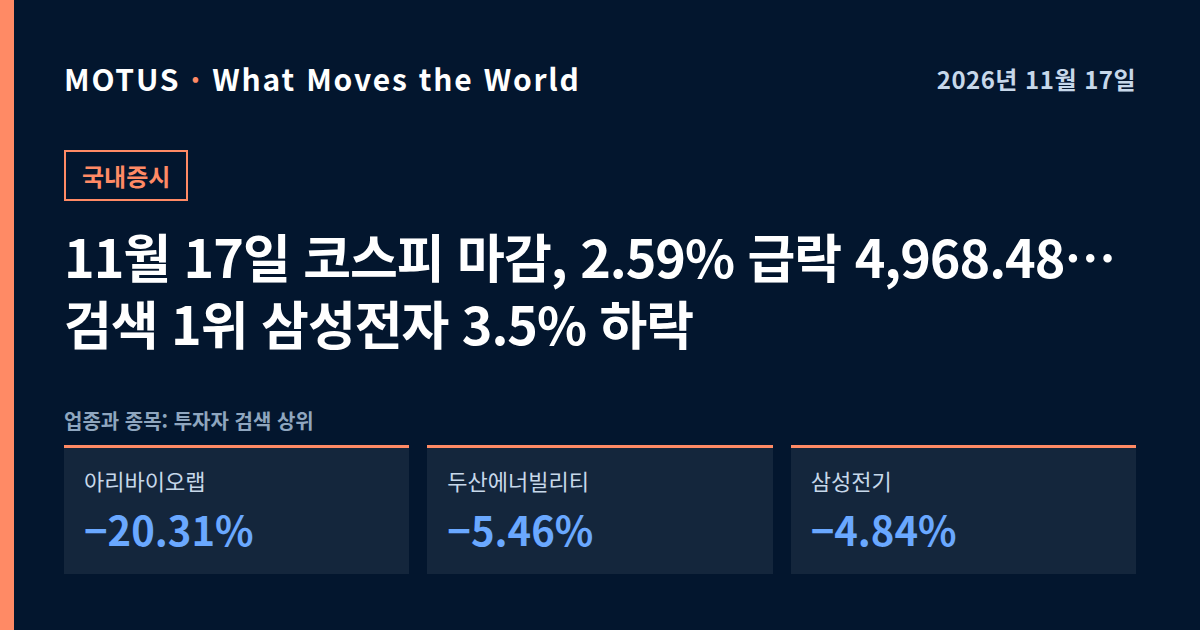 MOTUS · What Moves the World
2026년 11월 17일
국내증시
11월 17일 코스피 마감, 2.59% 급락 4,968.48…
검색 1위 삼성전자 3.5% 하락
업종과 종목: 투자자 검색 상위
아리바이오랩
−20.31%
두산에너빌리티
−5.46%
삼성전기
−4.84%